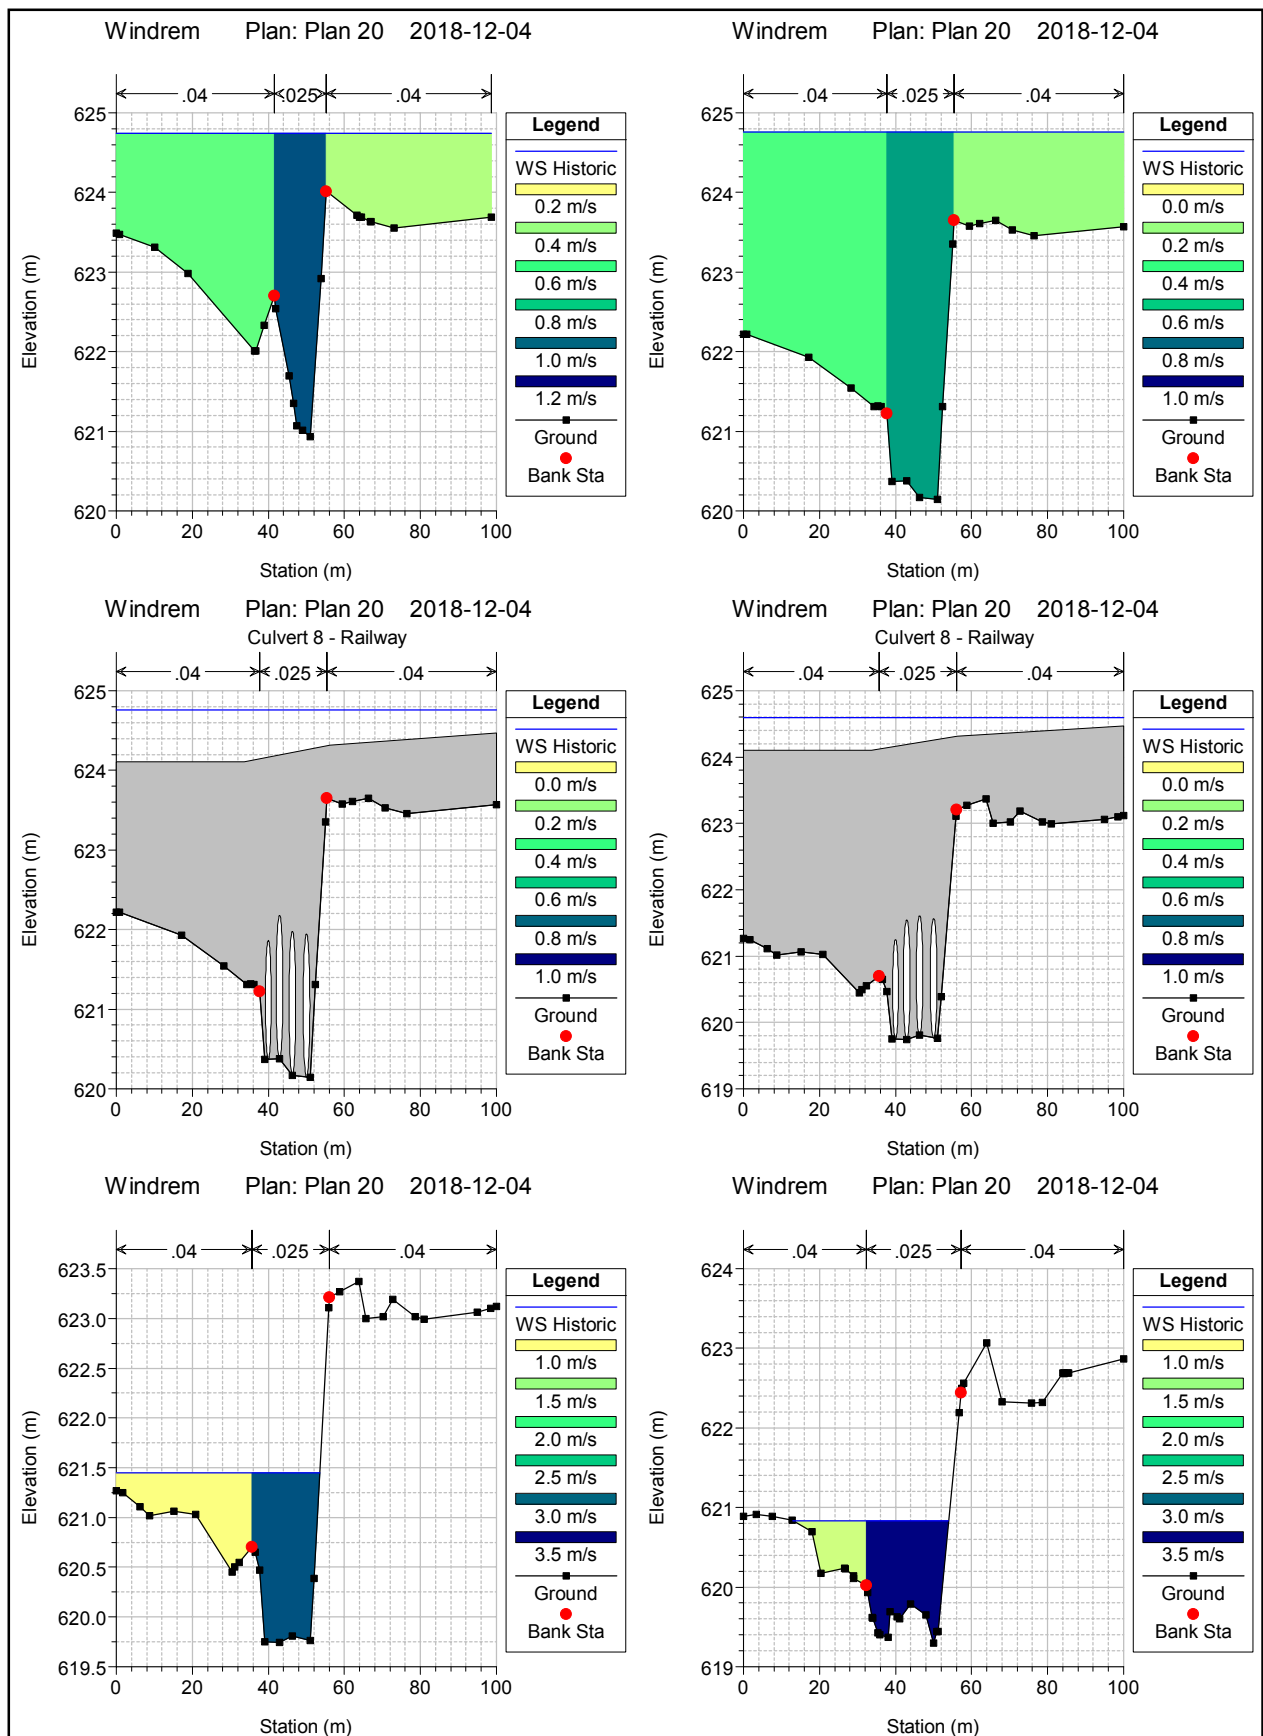 Windrem Plan: Plan 20 2018-12-04
.04 .025 .04
625
624
623
622
621
620
Elevation (m)
0 20 40 60 80 100
Station (m)
Legend
WS Historic
0.2 m/s
0.4 m/s
0.6 m/s
0.8 m/s
1.0 m/s
1.2 m/s
Ground
Bank Sta
Windrem Plan: Plan 20 2018-12-04
.04 .025 .04
625
624
623
622
621
620
Elevation (m)
0 20 40 60 80 100
Station (m)
Legend
WS Historic
0.0 m/s
0.2 m/s
0.4 m/s
0.6 m/s
0.8 m/s
1.0 m/s
Ground
Bank Sta
Windrem Plan: Plan 20 2018-12-04
Culvert 8 - Railway
.04 .025 .04
625
624
623
622
621
620
Elevation (m)
0 20 40 60 80 100
Station (m)
Legend
WS Historic
0.0 m/s
0.2 m/s
0.4 m/s
0.6 m/s
0.8 m/s
1.0 m/s
Ground
Bank Sta
Windrem Plan: Plan 20 2018-12-04
Culvert 8 - Railway
.04 .025 .04
625
624
623
622
621
620
619
Elevation (m)
0 20 40 60 80 100
Station (m)
Legend
WS Historic
0.0 m/s
0.2 m/s
0.4 m/s
0.6 m/s
0.8 m/s
1.0 m/s
Ground
Bank Sta
Windrem Plan: Plan 20 2018-12-04
.04 .025 .04
623.5
623.0
622.5
622.0
621.5
621.0
620.5
620.0
619.5
Elevation (m)
0 20 40 60 80 100
Station (m)
Legend
WS Historic
1.0 m/s
1.5 m/s
2.0 m/s
2.5 m/s
3.0 m/s
3.5 m/s
Ground
Bank Sta
Windrem Plan: Plan 20 2018-12-04
.04 .025 .04
624
623
622
621
620
619
Elevation (m)
0 20 40 60 80 100
Station (m)
Legend
WS Historic
1.0 m/s
1.5 m/s
2.0 m/s
2.5 m/s
3.0 m/s
3.5 m/s
Ground
Bank Sta